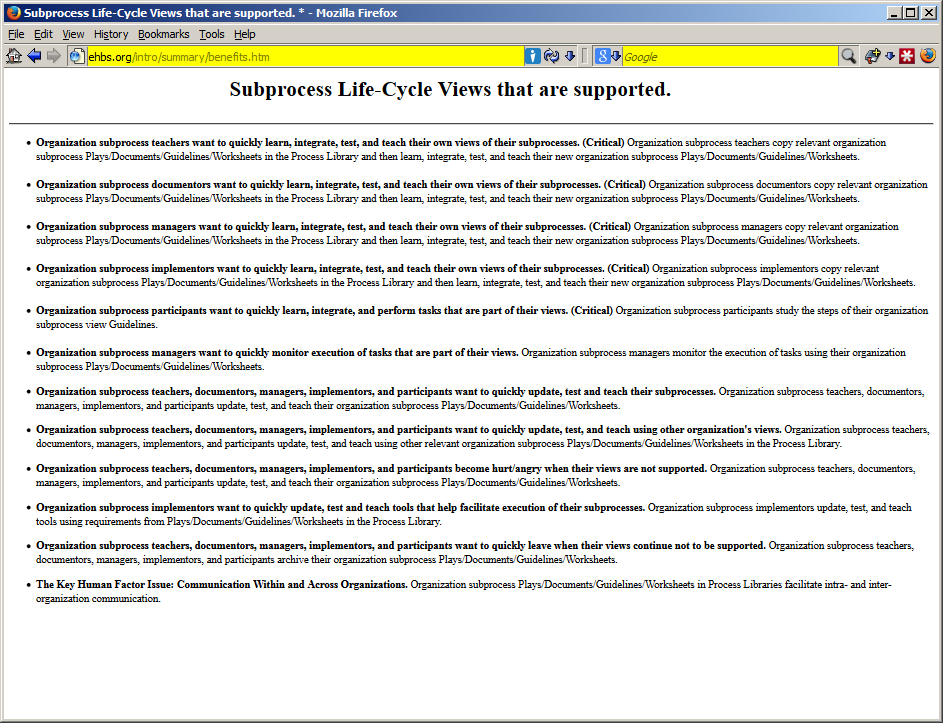 Subprocess Life-Cycle Views that are supported. * - Mozilla Firefox
File Edit View History Bookmarks Tools Help
ehbs.org/intro/summary/benefits.htm
Google
Subprocess Life-Cycle Views that are supported.
• Organization subprocess teachers want to quickly learn, integrate, test, and teach their own views of their subprocesses. (Critical) Organization subprocess teachers copy relevant organization
subprocess Plays/Documents/Guidelines/Worksheets in the Process Library and then learn, integrate, test, and teach their new organization subprocess Plays/Documents/Guidelines/Worksheets.
• Organization subprocess documentors want to quickly learn, integrate, test, and teach their own views of their subprocesses. (Critical) Organization subprocess documentors copy relevant organization
subprocess Plays/Documents/Guidelines/Worksheets in the Process Library and then learn, integrate, test, and teach their new organization subprocess Plays/Documents/Guidelines/Worksheets.
• Organization subprocess managers want to quickly learn, integrate, test, and teach their own views of their subprocesses. (Critical) Organization subprocess managers copy relevant organization
subprocess Plays/Documents/Guidelines/Worksheets in the Process Library and then learn, integrate, test, and teach their new organization subprocess Plays/Documents/Guidelines/Worksheets.
• Organization subprocess implementors want to quickly learn, integrate, test, and teach their own views of their subprocesses. (Critical) Organization subprocess implementors copy relevant
organization subprocess Plays/Documents/Guidelines/Worksheets in the Process Library and then learn, integrate, test, and teach their new organization subprocess Plays/Documents/Guidelines/Worksheets.
• Organization subprocess participants want to quickly learn, integrate, and perform tasks that are part of their views. (Critical) Organization subprocess participants study the steps of their organization
subprocess view Guidelines.
• Organization subprocess managers want to quickly monitor execution of tasks that are part of their views. Organization subprocess managers monitor the execution of tasks using their organization
subprocess Plays/Documents/Guidelines/Worksheets.
• Organization subprocess teachers, documentors, managers, implementors, and participants want to quickly update, test and teach their subprocesses. Organization subprocess teachers, documentors,
managers, implementors, and participants update, test, and teach their organization subprocess Plays/Documents/Guidelines/Worksheets.
• Organization subprocess teachers, documentors, managers, implementors, and participants want to quickly update, test, and teach using other organization's views. Organization subprocess teachers,
documentors, managers, implementors, and participants update, test, and teach using other relevant organization subprocess Plays/Documents/Guidelines/Worksheets in the Process Library.
• Organization subprocess teachers, documentors, managers, implementors, and participants become hurt/angry when their views are not supported. Organization subprocess teachers, documentors,
managers, implementors, and participants update, test, and teach their organization subprocess Plays/Documents/Guidelines/Worksheets.
• Organization subprocess implementors want to quickly update, test and teach tools that help facilitate execution of their subprocesses. Organization subprocess implementors update, test, and teach
tools using requirements from Plays/Documents/Guidelines/Worksheets in the Process Library.
• Organization subprocess teachers, documentors, managers, implementors, and participants want to quickly leave when their views continue not to be supported. Organization subprocess teachers,
documentors, managers, implementors, and participants archive their organization subprocess Plays/Documents/Guidelines/Worksheets.
• The Key Human Factor Issue: Communication Within and Across Organizations. Organization subprocess Plays/Documents/Guidelines/Worksheets in Process Libraries facilitate intra- and inter-
organization communication.